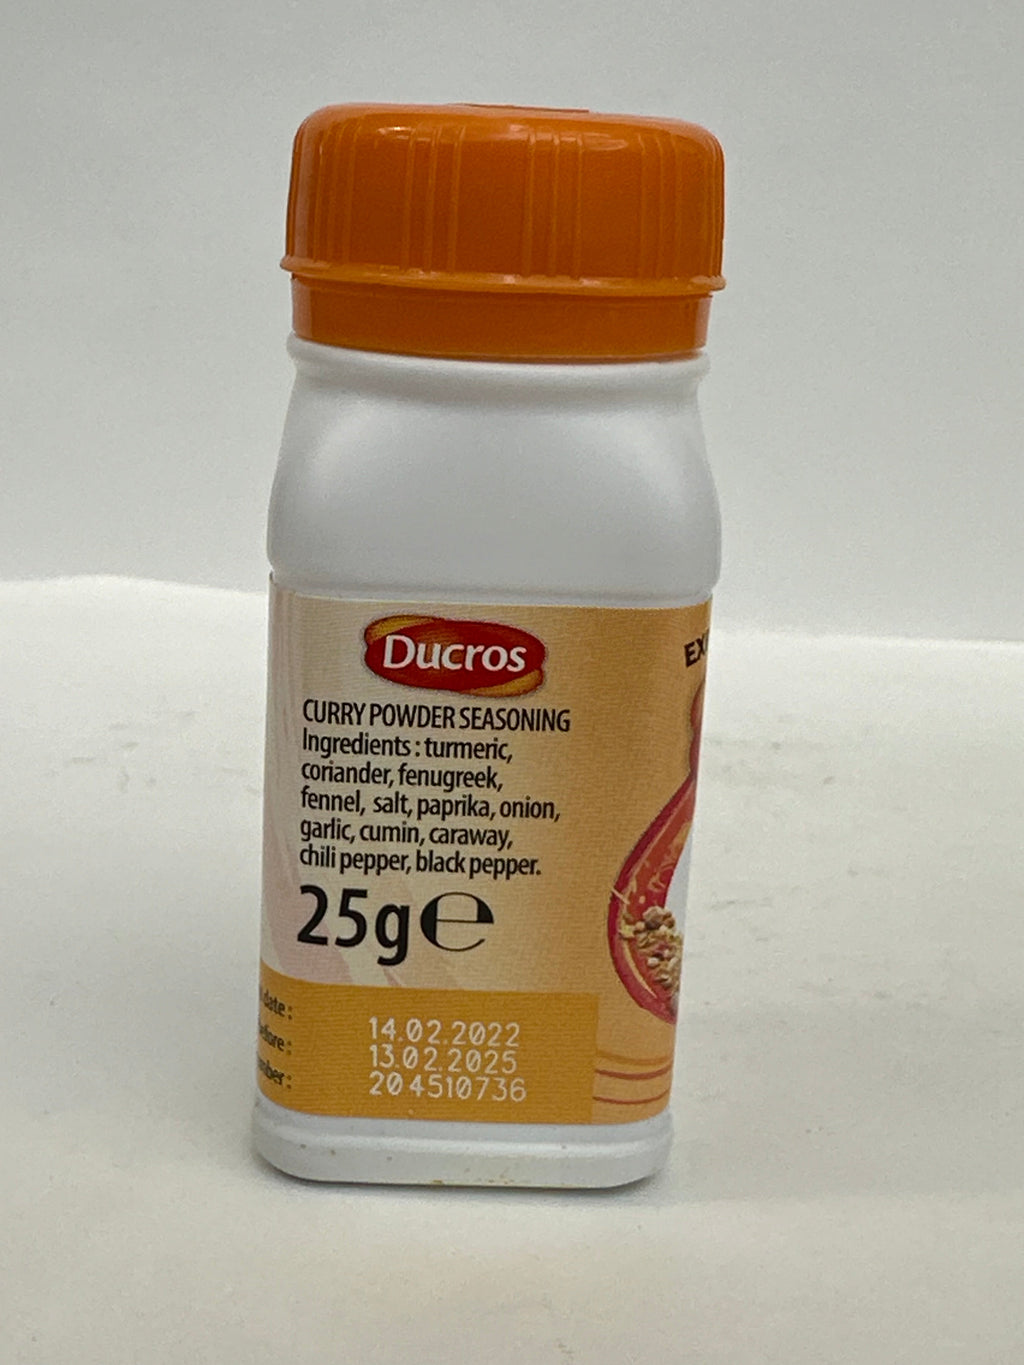 Ducros
CURRY POWDER SEASONING
Ingredients : turmeric,
coriander, fenugreek,
fennel, salt, paprika, onion,
garlic, cumin, caraway,
chili pepper, black pepper.
25g ℮
date :
14.02.2022
13.02.2025
204510736